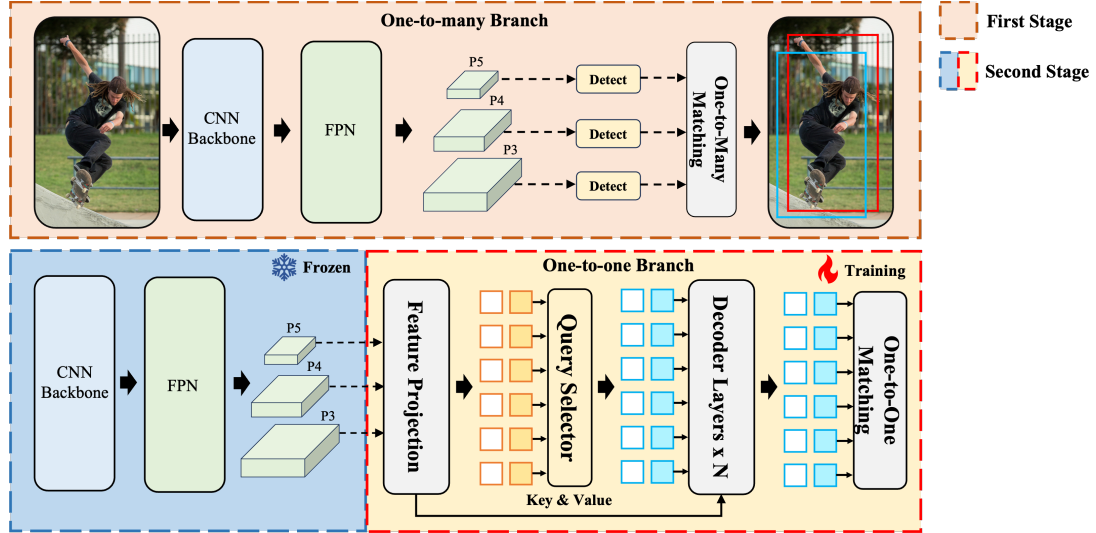 One-to-many Branch
First Stage
Second Stage
CNN
Backbone
FPN
P5
P4
P3
Detect
Detect
Detect
One-to-Many
Matching
Frozen
One-to-one Branch
Training
CNN
Backbone
FPN
P5
P4
P3
Feature Projection
Query Selector
Decoder Layers x N
One-to-One
Matching
Key & Value